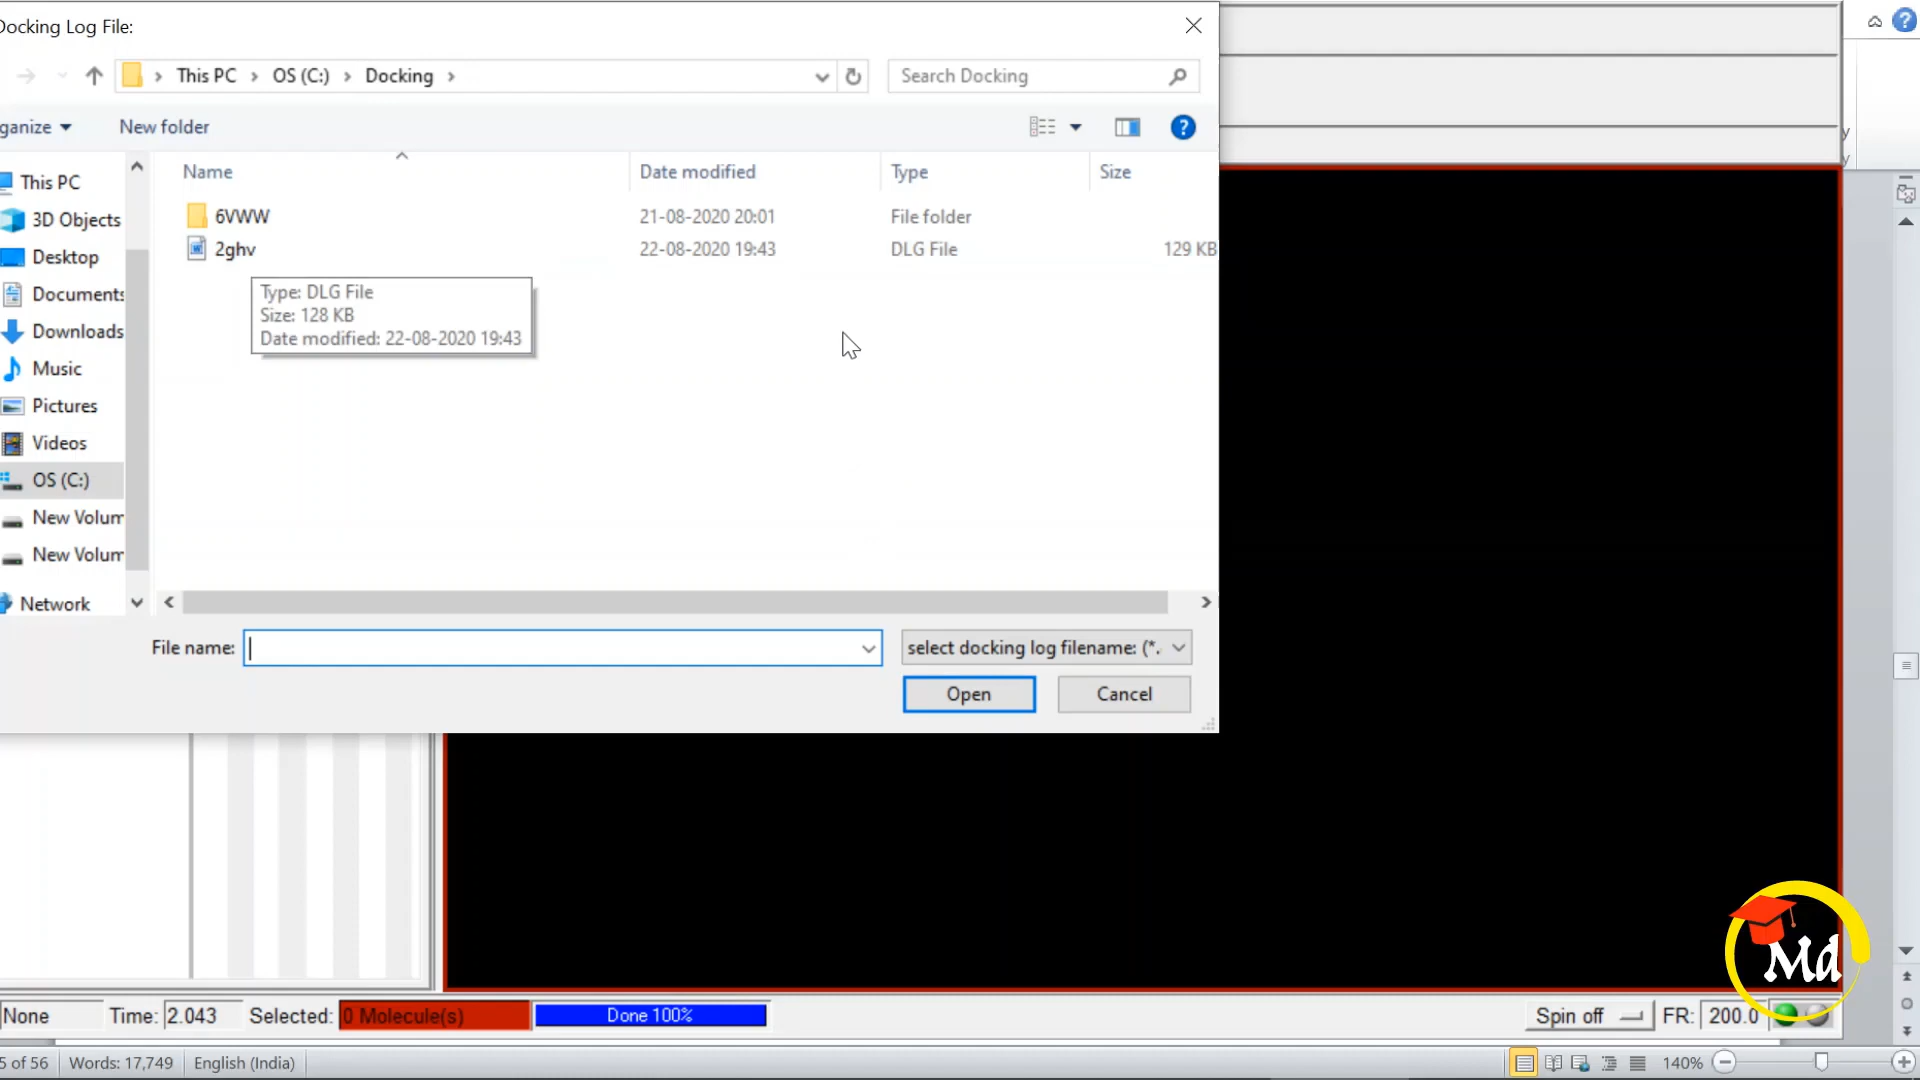 Docking Log File:
This PC
OS (C:)
Docking
Search Docking
ganize
New folder
Name
Date modified
Type
Size
6VWW
21-08-2020 20:01
File folder
2ghv
22-08-2020 19:43
DLG File
129 KB
Type: DLG File
Size: 128 KB
Date modified: 22-08-2020 19:43
This PC
3D Objects
Desktop
Documents
Downloads
Music
Pictures
Videos
OS (C:)
New Volum
New Volum
Network
File name:
select docking log filename: (*.
Open
Cancel
Md
None
Time: 2.043
Selected: 0 Molecule(s)
Done 100%
Spin off
FR: 200.0
5 of 56
Words: 17,749
English (India)
140%